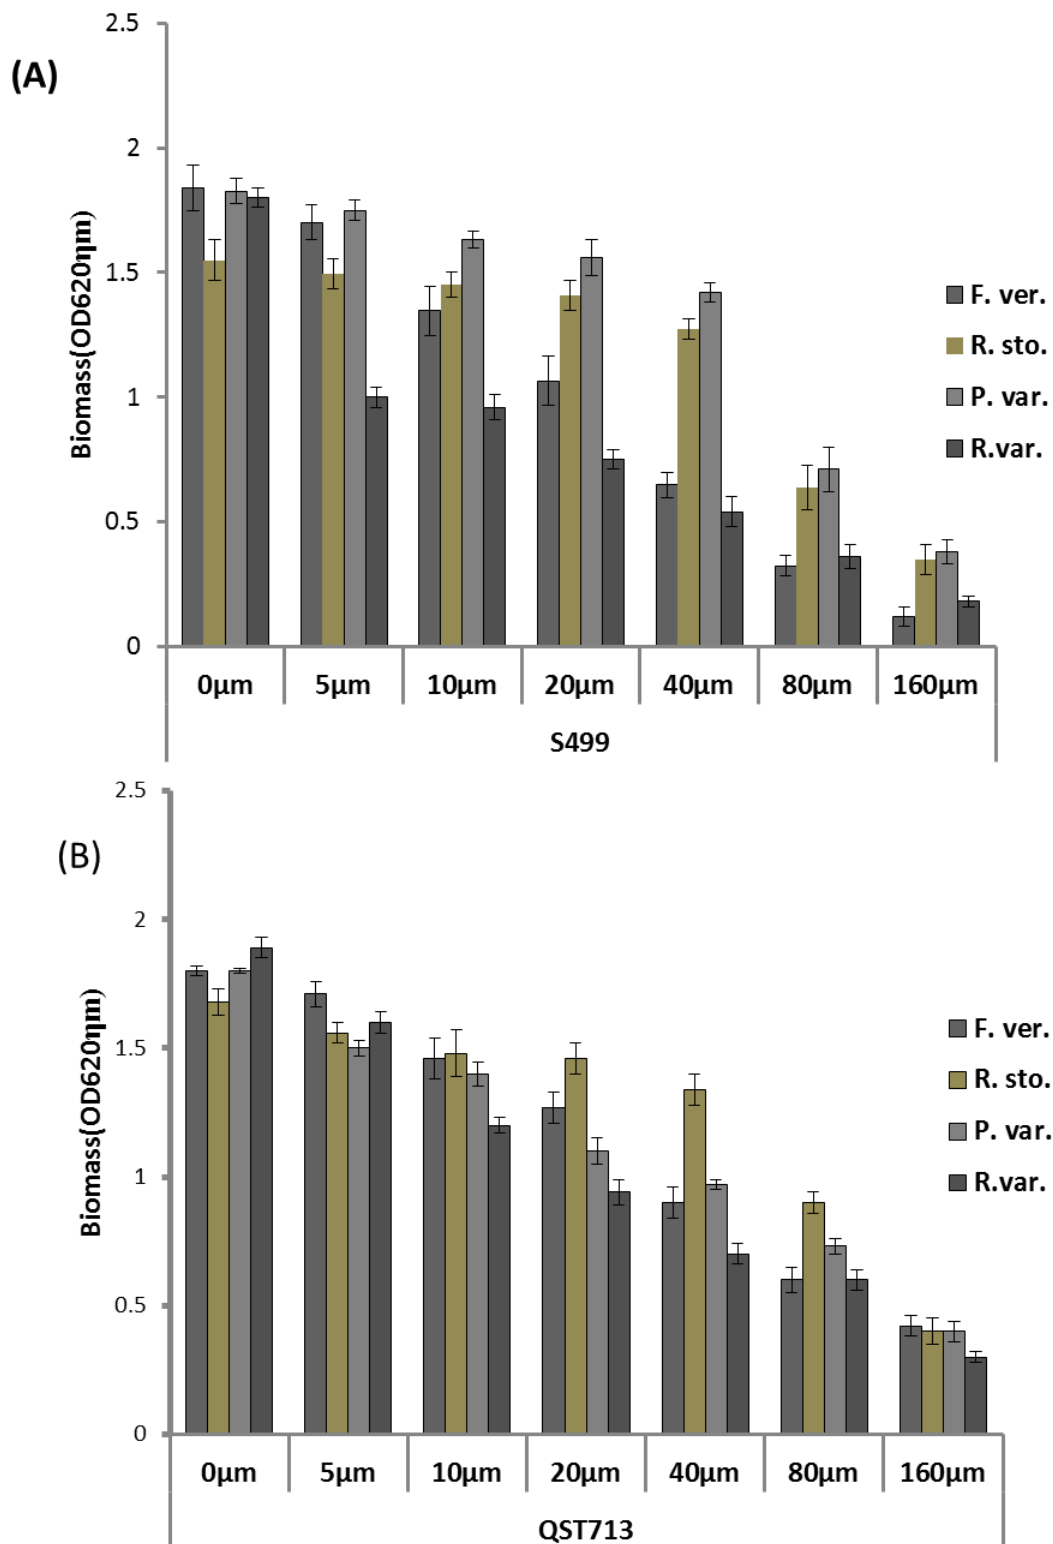 (A)
Biomass(OD620ηm)
2.5
2
1.5
1
0.5
0
F. ver.
R. sto.
P. var.
R.var.
0µm 5µm 10µm 20µm 40µm 80µm 160µm
S499
(B)
Biomass(OD620ηm)
2.5
2
1.5
1
0.5
0
F. ver.
R. sto.
P. var.
R.var.
0µm 5µm 10µm 20µm 40µm 80µm 160µm
QST713